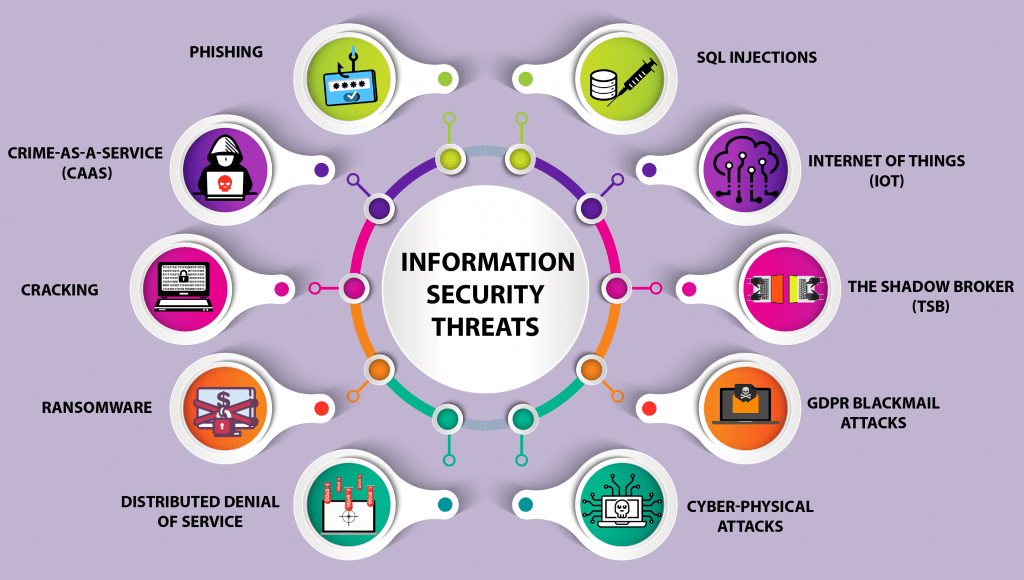 PHISHING
SQL INJECTIONS
CRIME-AS-A-SERVICE
(CAAS)
INTERNET OF THINGS
(IOT)
CRACKING
INFORMATION
SECURITY
THREATS
THE SHADOW BROKER
(TSB)
RANSOMWARE
GDPR BLACKMAIL
ATTACKS
DISTRIBUTED DENIAL
OF SERVICE
CYBER-PHYSICAL
ATTACKS